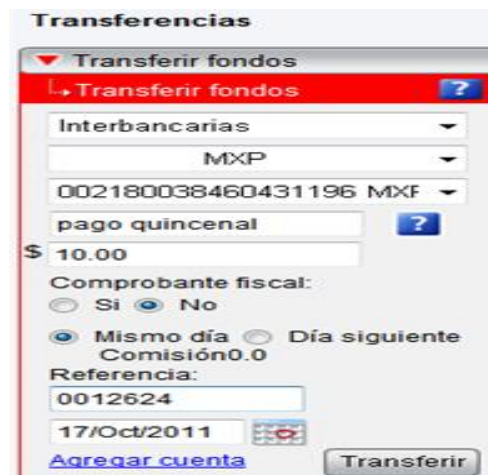 Transferencias
Transferir fondos
Transferir fondos ?
Interbancarias
MXP
002180038460431196 MXF
pago quincenal ?
$ 10.00
Comprobante fiscal:
Si No
Mismo día Día siguiente
Comisión0.0
Referencia:
0012624
17/Oct/2011
Agregar cuenta Transferir